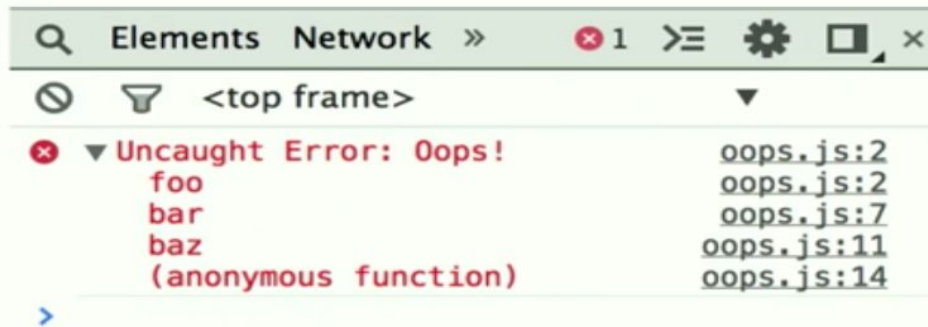 Elements Network » 1
<top frame>
Uncaught Error: Oops! oops.js:2
foo oops.js:2
bar oops.js:7
baz oops.js:11
(anonymous function) oops.js:14
>